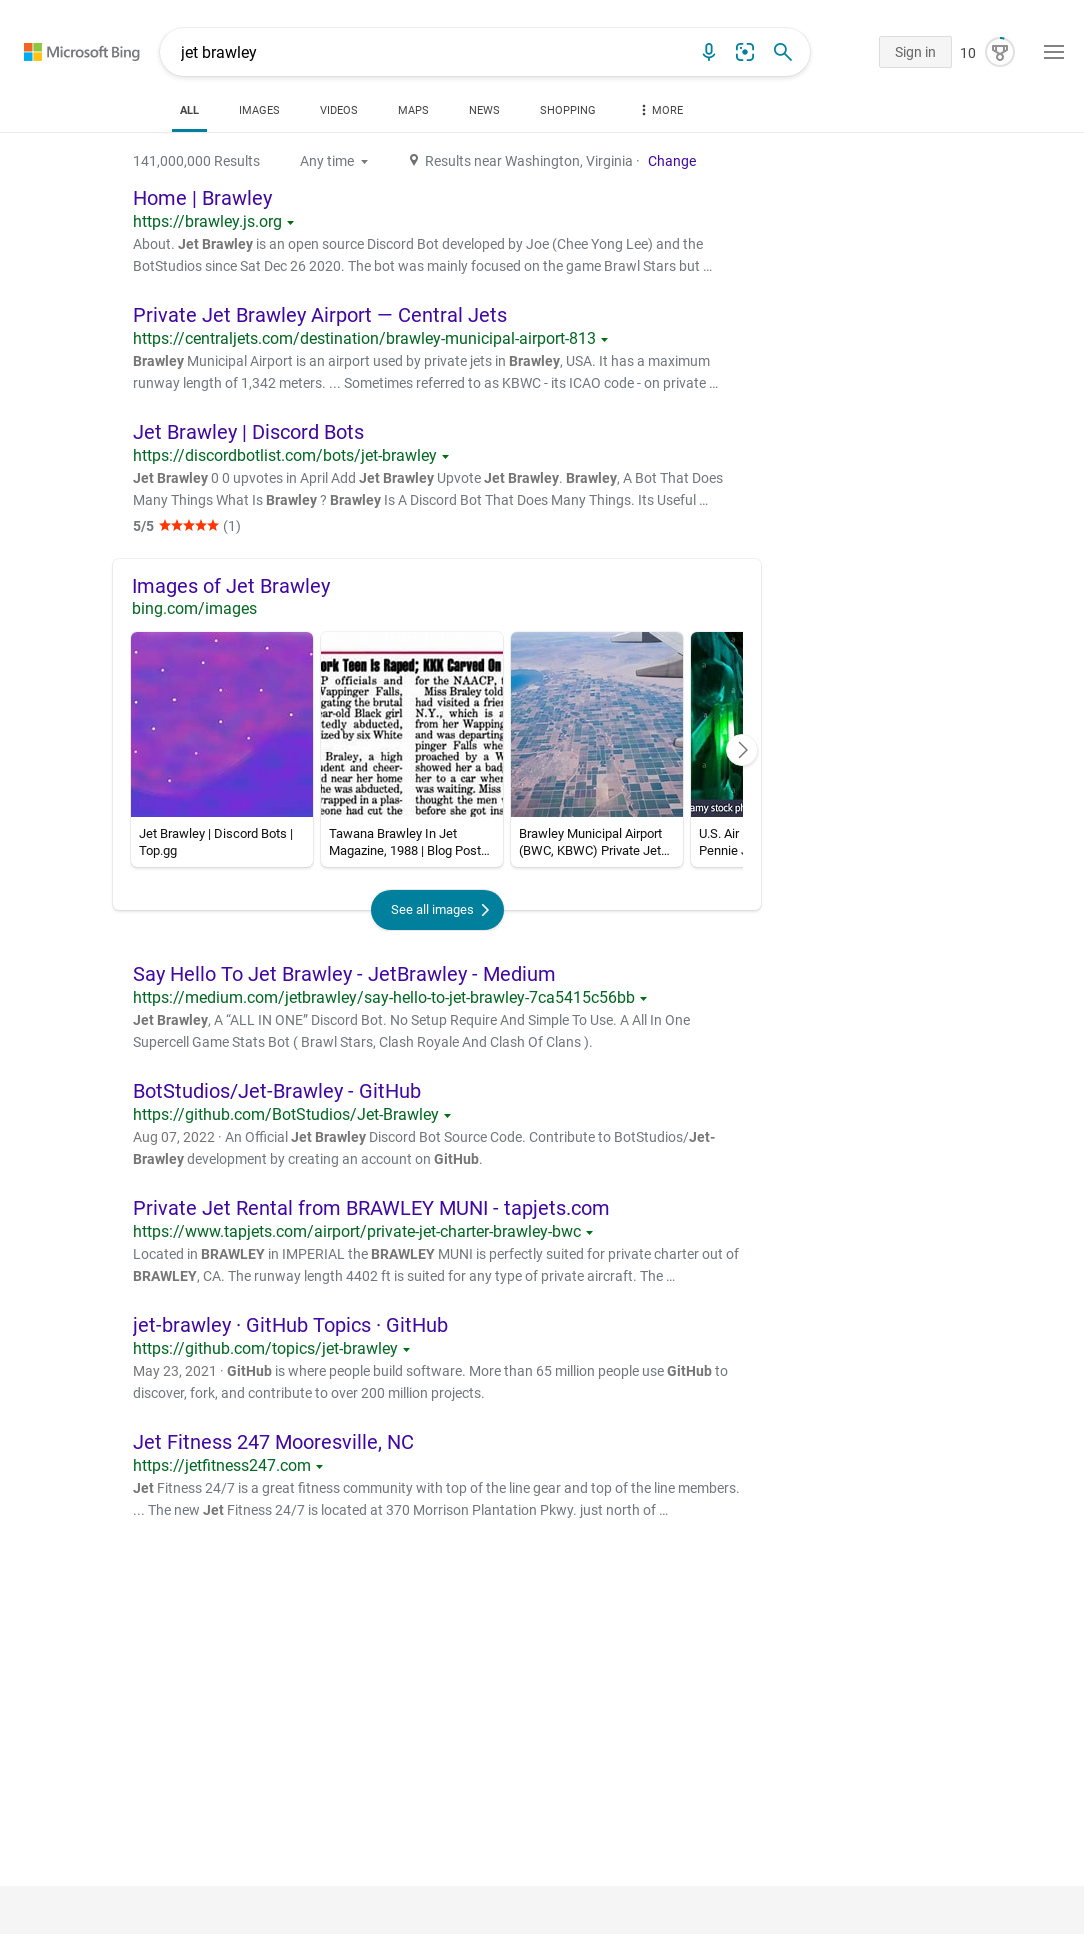 Microsoft Bing
jet brawley
Sign in
10
ALL IMAGES VIDEOS MAPS NEWS SHOPPING MORE
141,000,000 Results Any time Results near Washington, Virginia · Change
Home | Brawley
https://brawley.js.org
About. Jet Brawley is an open source Discord Bot developed by Joe (Chee Yong Lee) and the
BotStudios since Sat Dec 26 2020. The bot was mainly focused on the game Brawl Stars but …
Private Jet Brawley Airport — Central Jets
https://centraljets.com/destination/brawley-municipal-airport-813
Brawley Municipal Airport is an airport used by private jets in Brawley, USA. It has a maximum
runway length of 1,342 meters. ... Sometimes referred to as KBWC - its ICAO code - on private …
Jet Brawley | Discord Bots
https://discordbotlist.com/bots/jet-brawley
Jet Brawley 0 0 upvotes in April Add Jet Brawley Upvote Jet Brawley. Brawley, A Bot That Does
Many Things What Is Brawley ? Brawley Is A Discord Bot That Does Many Things. Its Useful …
5/5 (1)
Images of Jet Brawley
bing.com/images
ork Teen Is Raped; KKK Carved On
P officials and
Wappinger Falls,
gating the brutal
ear-old Black girl
tedly abducted,
ized by six White
Braley, a high
dent and cheer-
d near her home
he was abducted,
rapped in a plas-
eone had cut the
for the NAACP, t
Miss Braley told
had visited a frien
N.Y., which is a
from her Wapping
and was departing
pinger Falls whe
proached by a W
showed her a bad
her to a car wher
was waiting. Miss
thought the men w
before she got ins
amy stock ph
Jet Brawley | Discord Bots |
Top.gg
Tawana Brawley In Jet
Magazine, 1988 | Blog Post…
Brawley Municipal Airport
(BWC, KBWC) Private Jet…
U.S. Air
Pennie
See all images
Say Hello To Jet Brawley - JetBrawley - Medium
https://medium.com/jetbrawley/say-hello-to-jet-brawley-7ca5415c56bb
Jet Brawley, A “ALL IN ONE” Discord Bot. No Setup Require And Simple To Use. A All In One
Supercell Game Stats Bot ( Brawl Stars, Clash Royale And Clash Of Clans ).
BotStudios/Jet-Brawley - GitHub
https://github.com/BotStudios/Jet-Brawley
Aug 07, 2022 · An Official Jet Brawley Discord Bot Source Code. Contribute to BotStudios/Jet-
Brawley development by creating an account on GitHub.
Private Jet Rental from BRAWLEY MUNI - tapjets.com
https://www.tapjets.com/airport/private-jet-charter-brawley-bwc
Located in BRAWLEY in IMPERIAL the BRAWLEY MUNI is perfectly suited for private charter out of
BRAWLEY, CA. The runway length 4402 ft is suited for any type of private aircraft. The …
jet-brawley · GitHub Topics · GitHub
https://github.com/topics/jet-brawley
May 23, 2021 · GitHub is where people build software. More than 65 million people use GitHub to
discover, fork, and contribute to over 200 million projects.
Jet Fitness 247 Mooresville, NC
https://jetfitness247.com
Jet Fitness 24/7 is a great fitness community with top of the line gear and top of the line members.
... The new Jet Fitness 24/7 is located at 370 Morrison Plantation Pkwy. just north of …